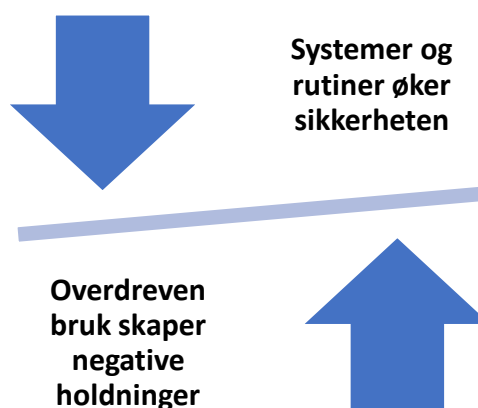 Systemer og
rutiner øker
sikkerheten
Overdreven
bruk skaper
negative
holdninger